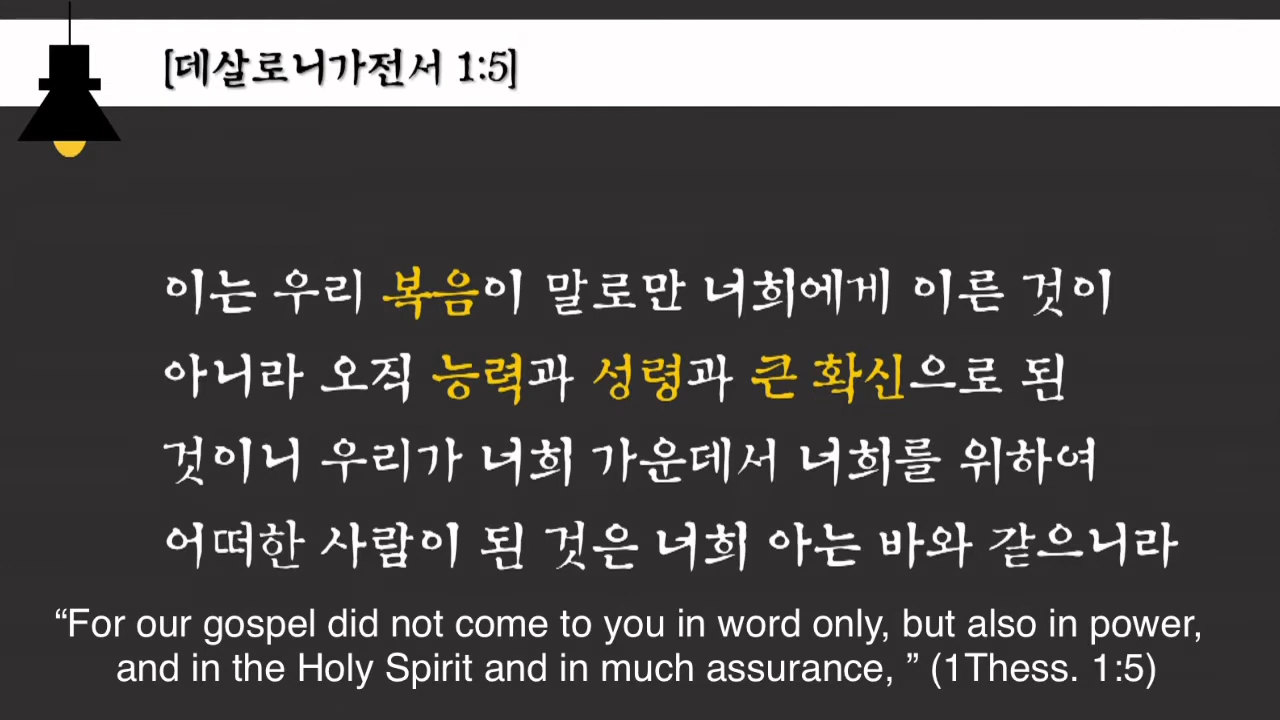 [데살로니가전서 1:5]
이는 우리 복음이 말로만 너희에게 이른 것이
아니라 오직 능력과 성령과 큰 확신으로 된
것이니 우리가 너희 가운데서 너희를 위하여
어떠한 사람이 된 것은 너희 아는 바와 같으니라
“For our gospel did not come to you in word only, but also in power,
and in the Holy Spirit and in much assurance, ” (1Thess. 1:5)